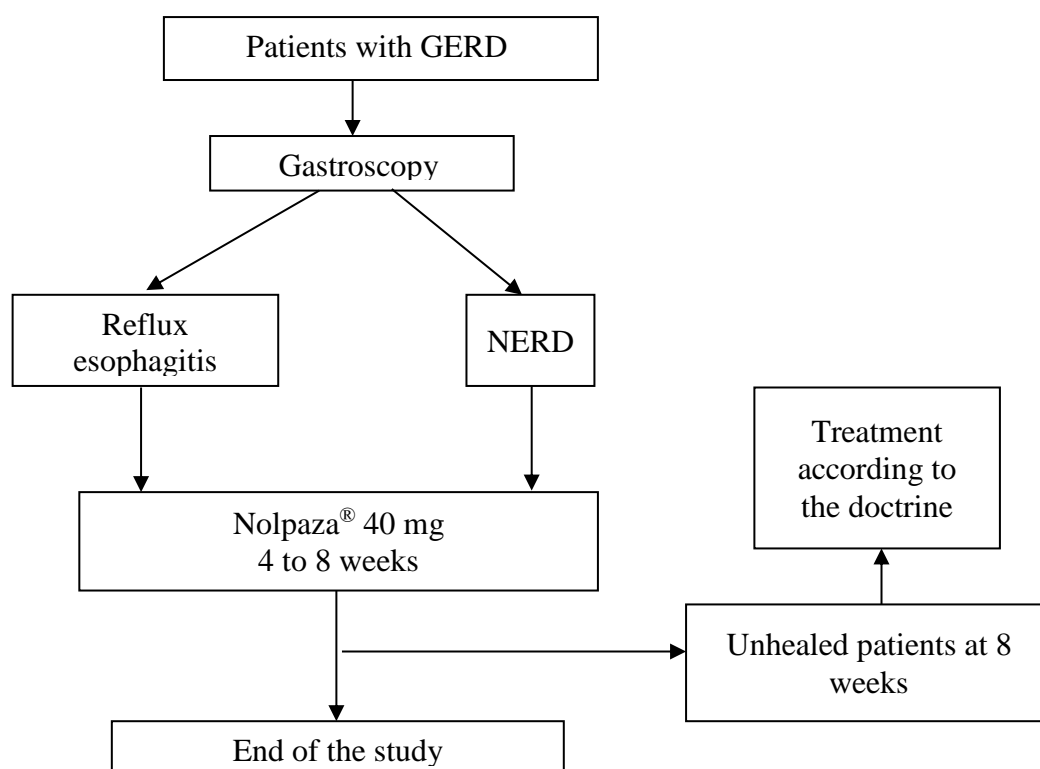 Patients with GERD
Gastroscopy
Reflux
esophagitis
NERD
Treatment
according to
the doctrine
Nolpaza® 40 mg
4 to 8 weeks
Unhealed patients at 8
weeks
End of the study